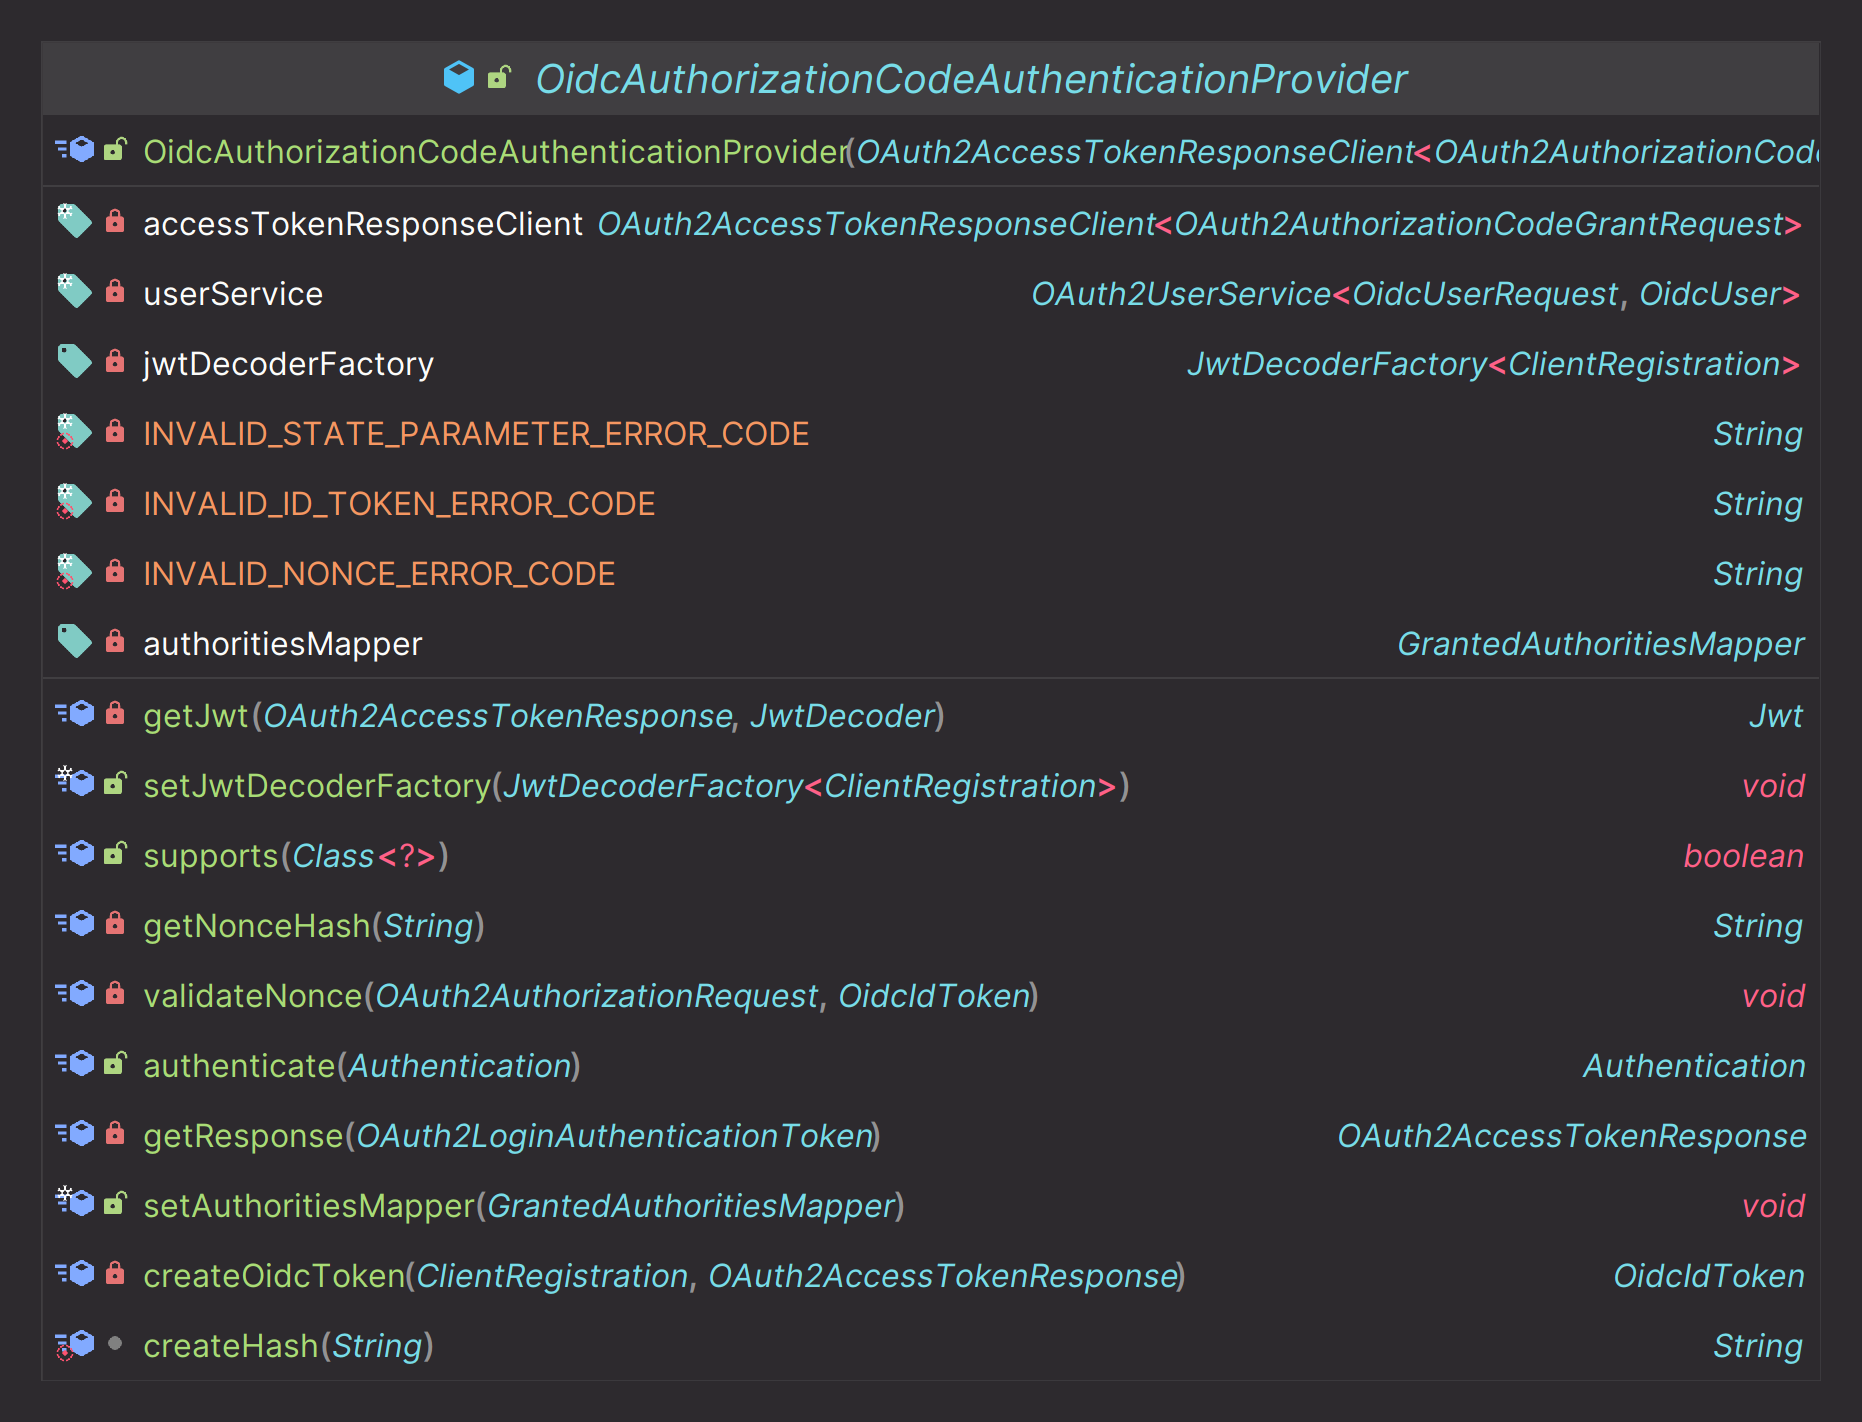 OidcAuthorizationCodeAuthenticationProvider
OidcAuthorizationCodeAuthenticationProvider(OAuth2AccessTokenResponseClient<OAuth2AuthorizationCod
accessTokenResponseClient OAuth2AccessTokenResponseClient<OAuth2AuthorizationCodeGrantRequest>
userService OAuth2UserService<OidcUserRequest, OidcUser>
jwtDecoderFactory JwtDecoderFactory<ClientRegistration>
INVALID_STATE_PARAMETER_ERROR_CODE String
INVALID_ID_TOKEN_ERROR_CODE String
INVALID_NONCE_ERROR_CODE String
authoritiesMapper GrantedAuthoritiesMapper
getJwt(OAuth2AccessTokenResponse, JwtDecoder) Jwt
setJwtDecoderFactory(JwtDecoderFactory<ClientRegistration>) void
supports(Class<?>) boolean
getNonceHash(String) String
validateNonce(OAuth2AuthorizationRequest, OidcIdToken) void
authenticate(Authentication) Authentication
getResponse(OAuth2LoginAuthenticationToken) OAuth2AccessTokenResponse
setAuthoritiesMapper(GrantedAuthoritiesMapper) void
createOidcToken(ClientRegistration, OAuth2AccessTokenResponse) OidcIdToken
createHash(String) String